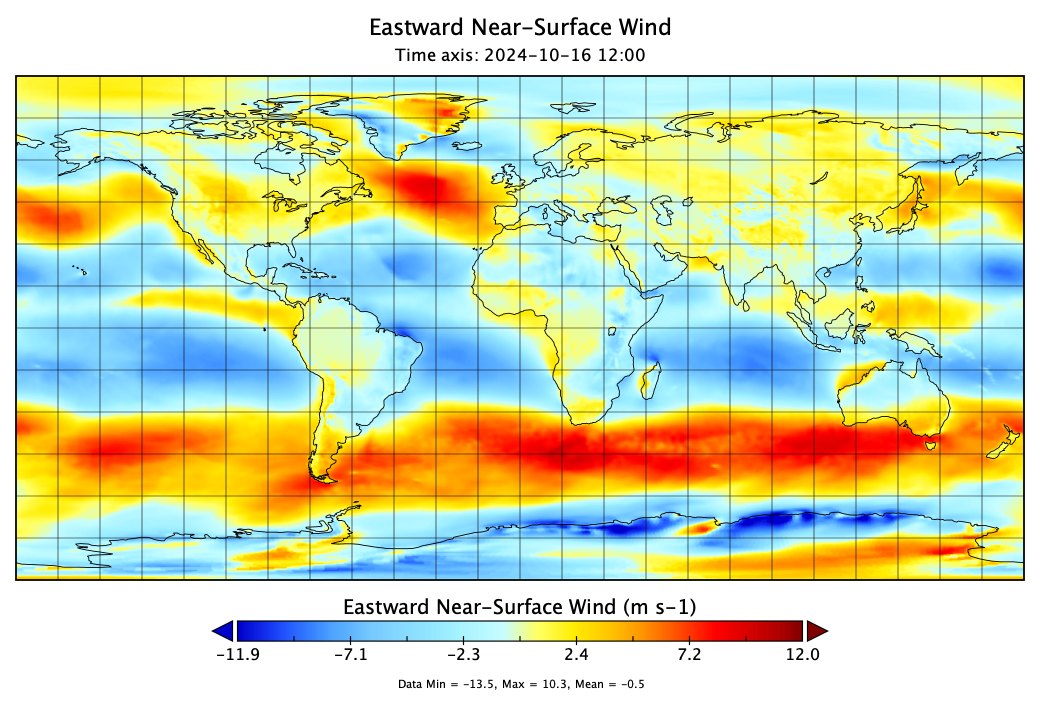 Eastward Near−Surface Wind
Time axis: 2024−10−16 12:00
Eastward Near−Surface Wind (m s−1)
−11.9 −7.1 −2.3 2.4 7.2 12.0
Data Min = −13.5, Max = 10.3, Mean = −0.5